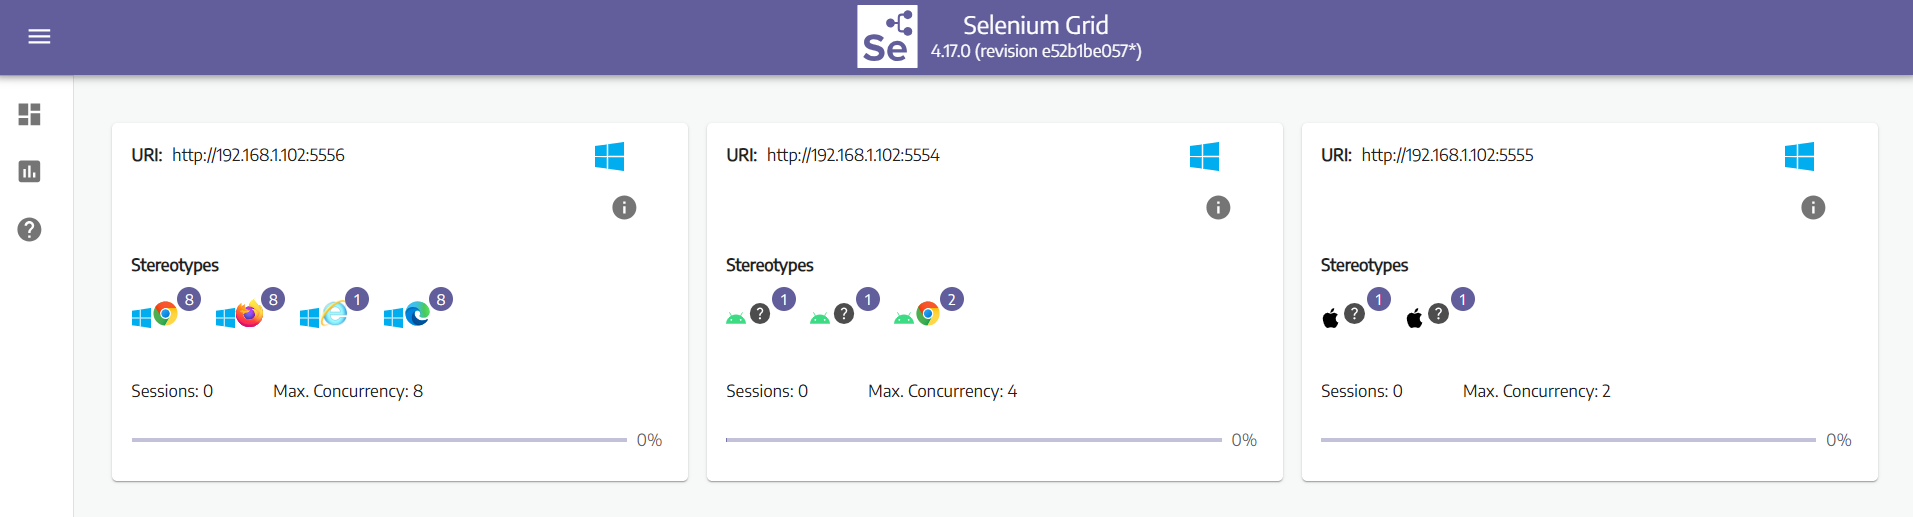 Se
Selenium Grid
4.17.0 (revision e52b1be057*)
URI: http://192.168.1.102:5556
Stereotypes
8 8 1 8
Sessions: 0 Max. Concurrency: 8
0%
URI: http://192.168.1.102:5554
Stereotypes
? 1 ? 1 2
Sessions: 0 Max. Concurrency: 4
0%
URI: http://192.168.1.102:5555
Stereotypes
? 1 ? 1
Sessions: 0 Max. Concurrency: 2
0%